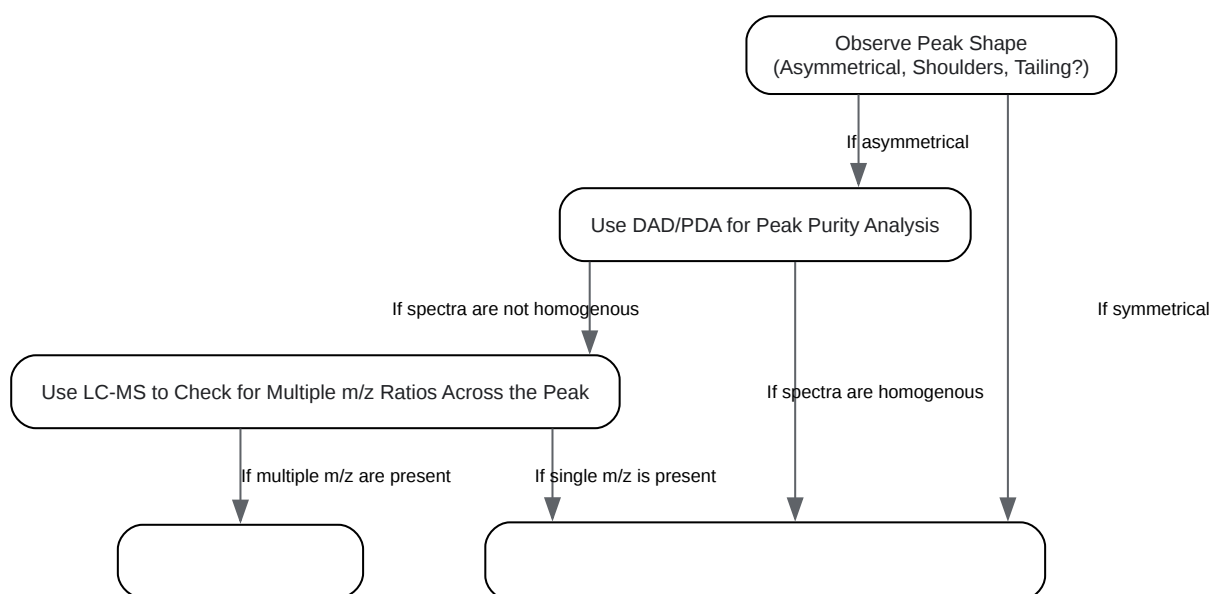 Observe Peak Shape
(Asymmetrical, Shoulders, Tailing?)
If asymmetrical
Use DAD/PDA for Peak Purity Analysis
If spectra are not homogenous
If symmetrical
Use LC-MS to Check for Multiple m/z Ratios Across the Peak
If spectra are homogenous
If multiple m/z are present
If single m/z is present